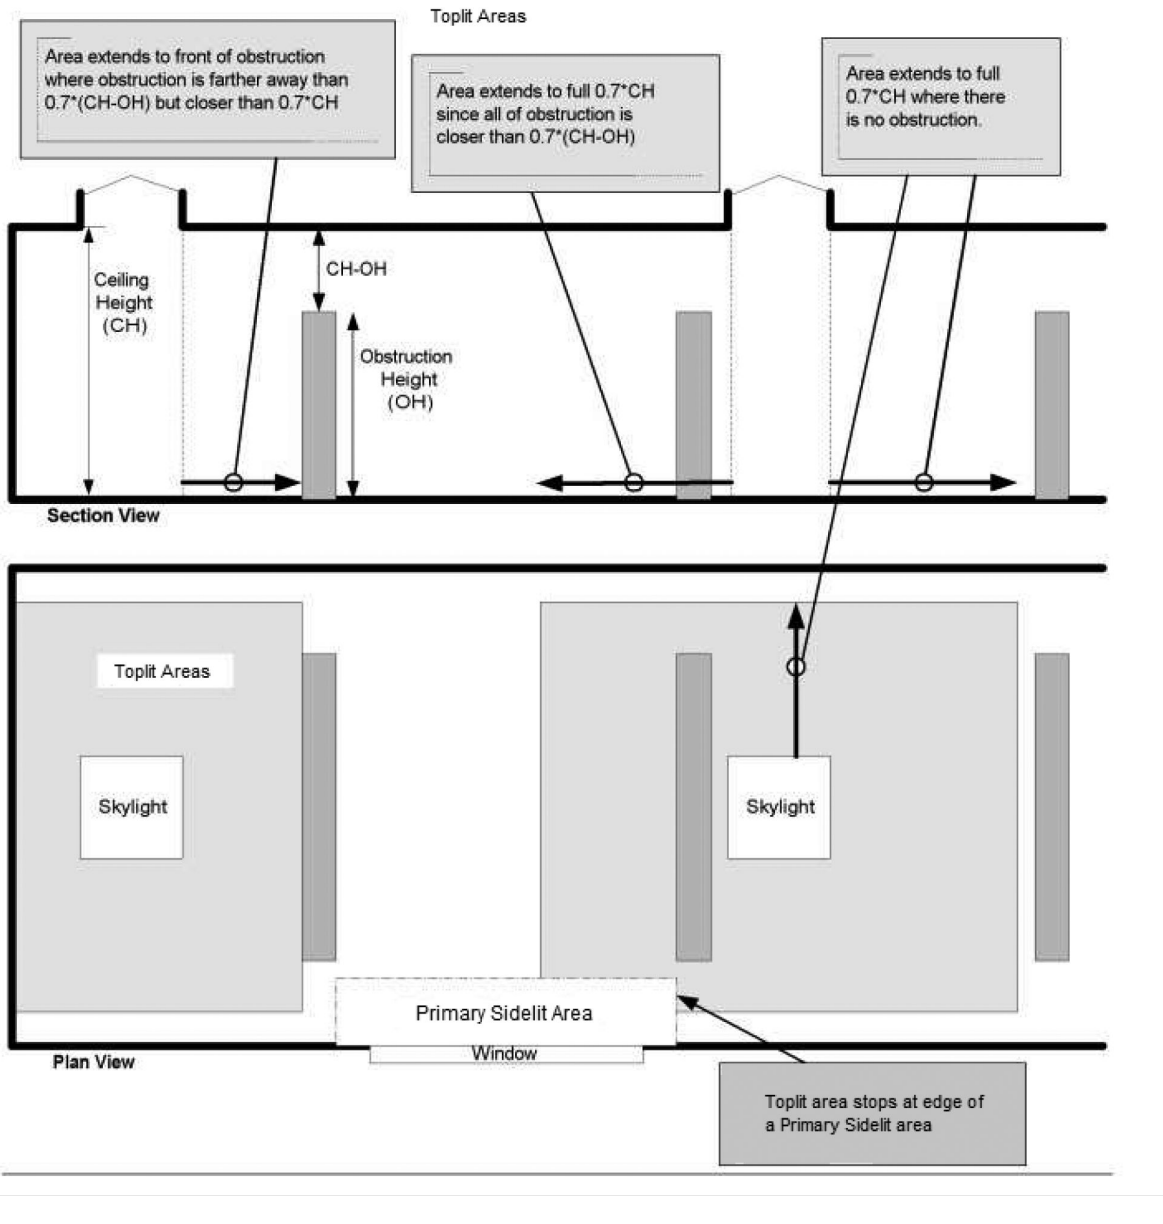 Toplit Areas
Area extends to front of obstruction
where obstruction is farther away than
0.7*(CH-OH) but closer than 0.7*CH
Area extends to full 0.7*CH
since all of obstruction is
closer than 0.7*(CH-OH)
Area extends to full
0.7*CH where there
is no obstruction.
Ceiling
Height
(CH)
CH-OH
Obstruction
Height
(OH)
Section View
Toplit Areas
Skylight
Skylight
Primary Sidelit Area
Window
Plan View
Toplit area stops at edge of
a Primary Sidelit area